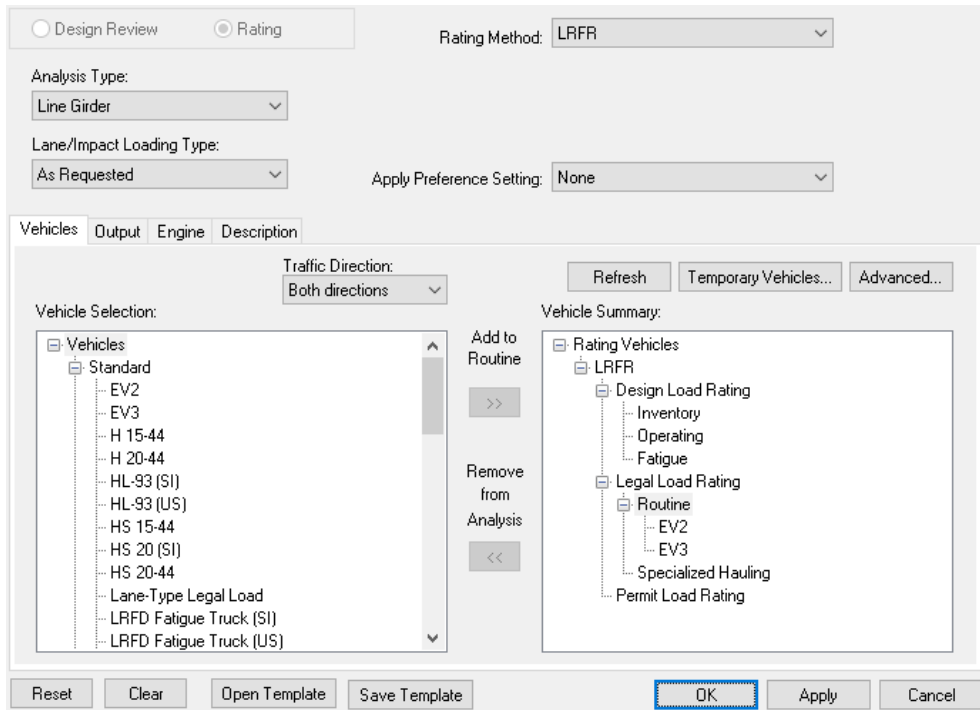 Design Review
Rating
Rating Method:
LRFR
Analysis Type:
Line Girder
Lane/Impact Loading Type:
As Requested
Apply Preference Setting:
None
Vehicles
Output
Engine
Description
Traffic Direction:
Both directions
Refresh
Temporary Vehicles...
Advanced...
Vehicle Selection:
Vehicles
Standard
EV2
EV3
H 15-44
H 20-44
HL-93 (SI)
HL-93 (US)
HS 15-44
HS 20 (SI)
HS 20-44
Lane-Type Legal Load
LRFD Fatigue Truck (SI)
LRFD Fatigue Truck (US)
Add to
Routine
>>
Remove
from
Analysis
<<
Vehicle Summary:
Rating Vehicles
LRFR
Design Load Rating
Inventory
Operating
Fatigue
Legal Load Rating
Routine
EV2
EV3
Specialized Hauling
Permit Load Rating
Reset
Clear
Open Template
Save Template
OK
Apply
Cancel